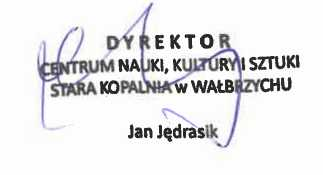 DYREKTOR
CENTRUM NAUKI, KULTURY I SZTUKI
STARA KOPALNIA w WAŁBRZYCHU
Jan Jędrasik